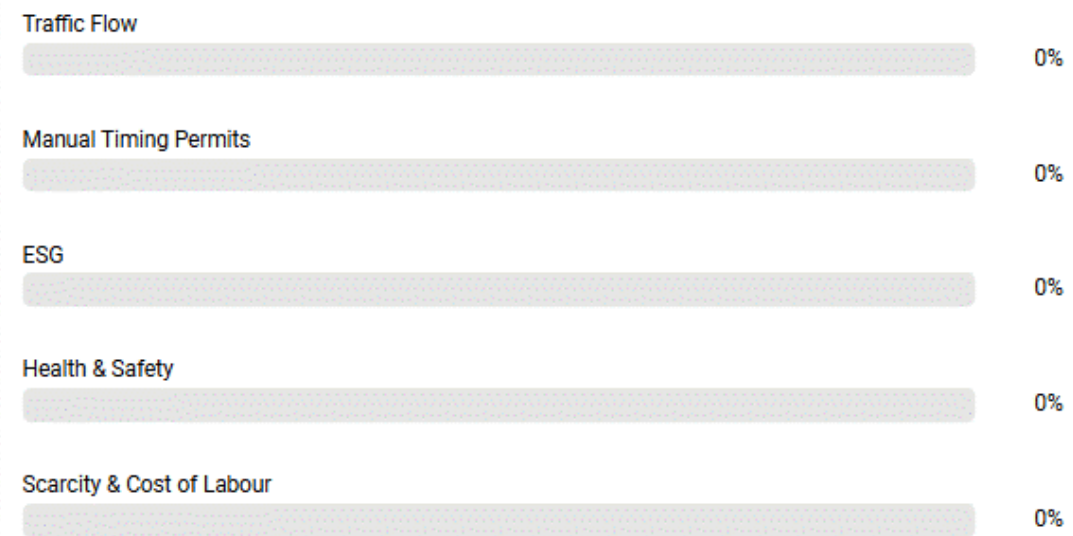 Traffic Flow
0%
Manual Timing Permits
0%
ESG
0%
Health & Safety
0%
Scarcity & Cost of Labour
0%